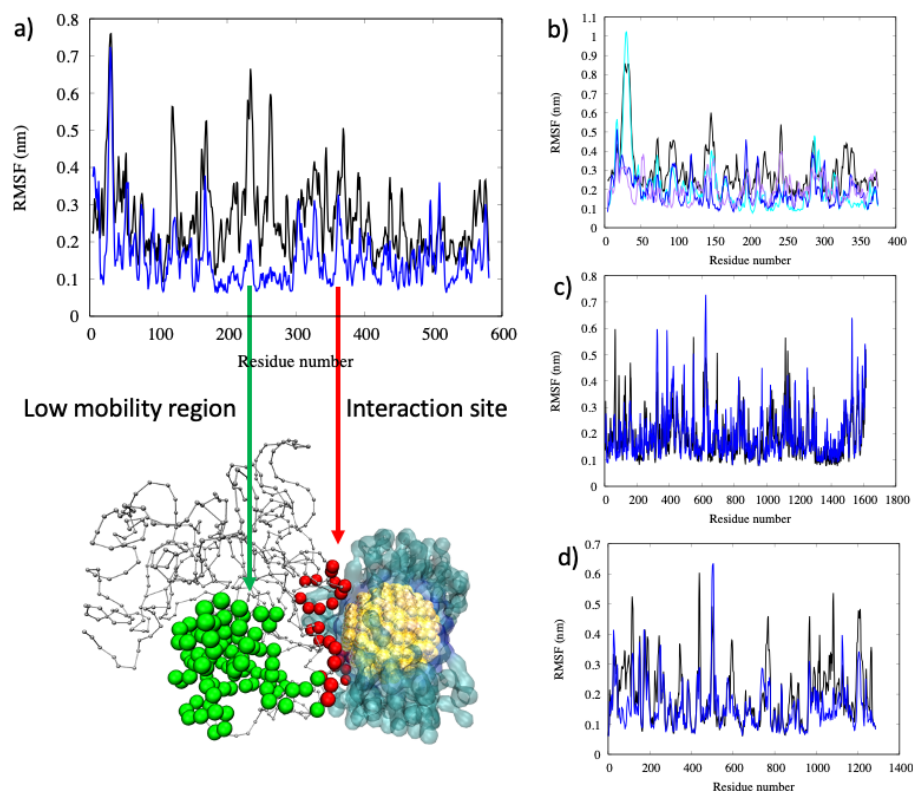 a)
RMSF (nm)
0.8
0.7
0.6
0.5
0.4
0.3
0.2
0.1
0
0 100 200 300 400 500 600
Residue number
Low mobility region
Interaction site
b)
RMSF (nm)
1.1
1
0.9
0.8
0.7
0.6
0.5
0.4
0.3
0.2
0.1
0
0 50 100 150 200 250 300 350 400
Residue number
c)
RMSF (nm)
0.8
0.7
0.6
0.5
0.4
0.3
0.2
0.1
0
0 200 400 600 800 1000 1200 1400 1600 1800
Residue number
d)
RMSF (nm)
0.7
0.6
0.5
0.4
0.3
0.2
0.1
0
0 200 400 600 800 1000 1200 1400
Residue number